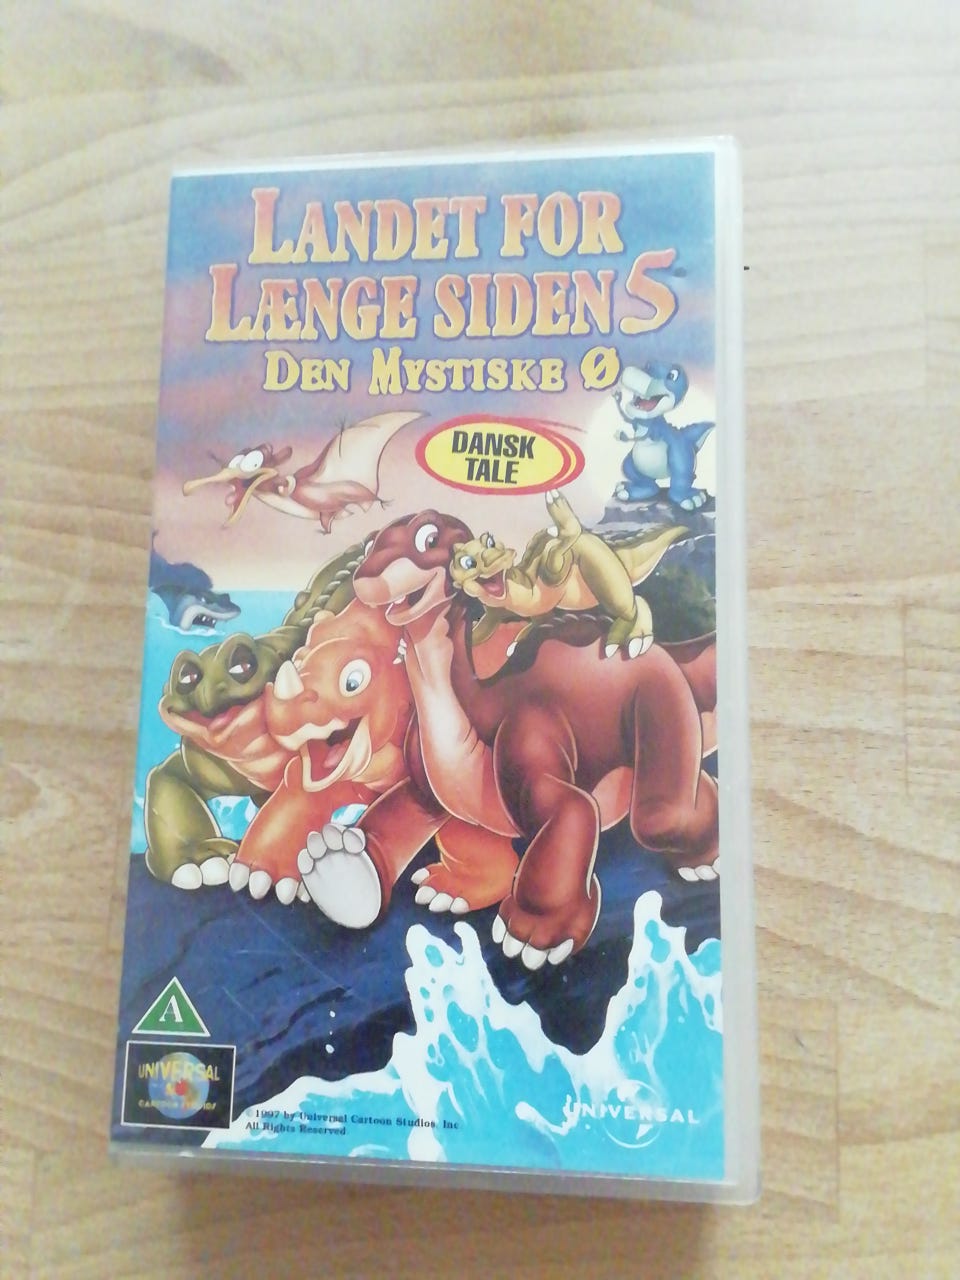 LANDET FOR
LÆNGE SIDEN 5
DEN MYSTISKE Ø
DANSK
TALE
A
UNIVERSAL
CARTOON STUDIOS
©1997 by Universal Cartoon Studios, Inc.
All Rights Reserved
UNIVERSAL